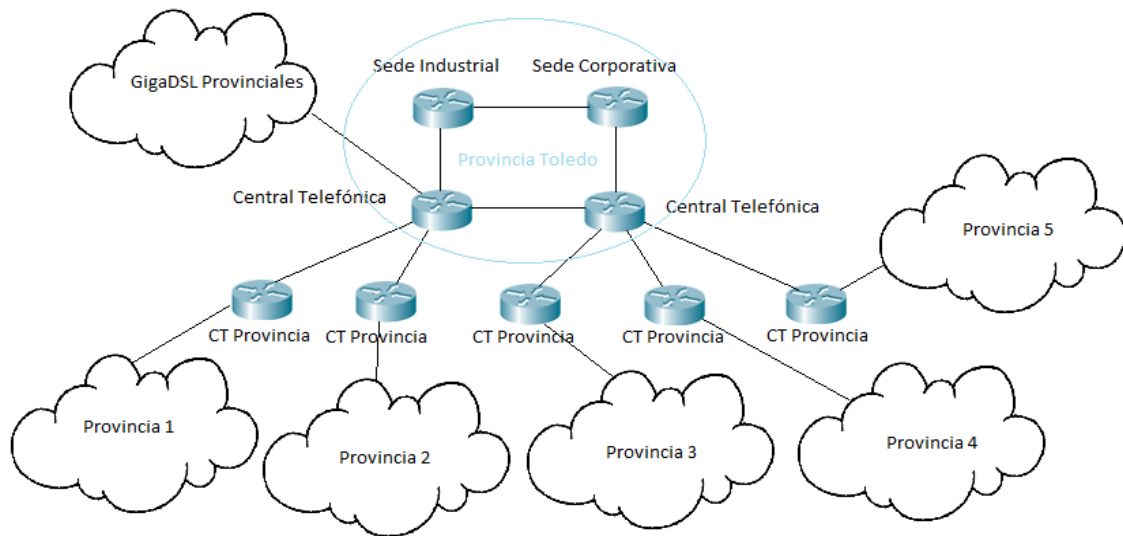 Sede Industrial
Sede Corporativa
GigaDSL Provinciales
Provincia Toledo
Central Telefónica
Central Telefónica
Provincia 5
CT Provincia
CT Provincia
CT Provincia
CT Provincia
CT Provincia
Provincia 1
Provincia 2
Provincia 3
Provincia 4